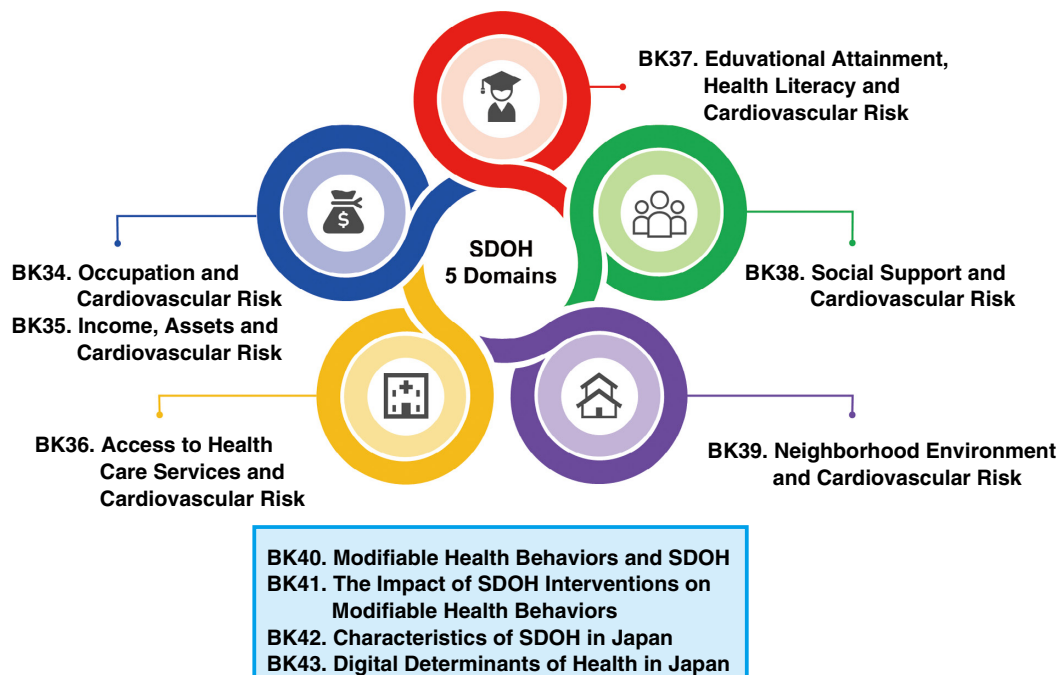 BK37. Eduvational Attainment,
Health Literacy and
Cardiovascular Risk
$
SDOH
5 Domains
BK34. Occupation and
Cardiovascular Risk
BK35. Income, Assets and
Cardiovascular Risk
BK38. Social Support and
Cardiovascular Risk
BK36. Access to Health
Care Services and
Cardiovascular Risk
BK39. Neighborhood Environment
and Cardiovascular Risk
BK40. Modifiable Health Behaviors and SDOH
BK41. The Impact of SDOH Interventions on
Modifiable Health Behaviors
BK42. Characteristics of SDOH in Japan
BK43. Digital Determinants of Health in Japan